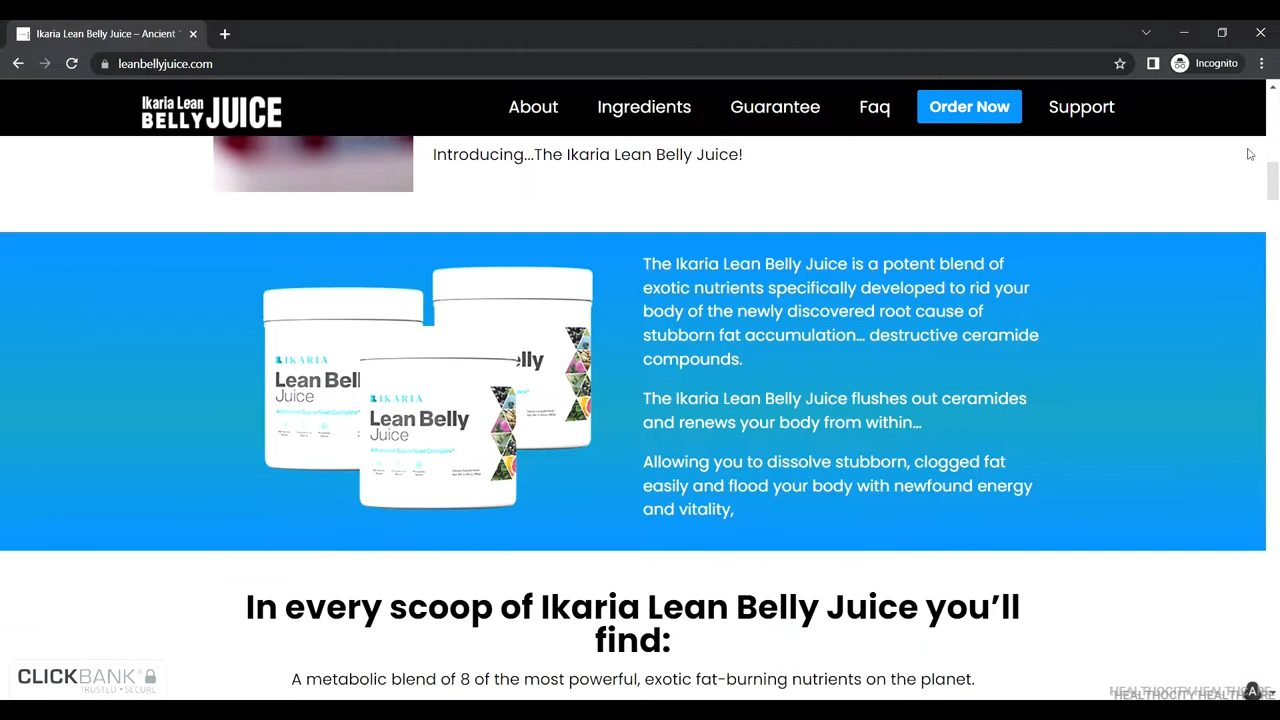 Ikaria Lean Belly Juice – Ancient
leanbellyjuice.com
Incognito
Ikaria Lean
BELLY JUICE
About
Ingredients
Guarantee
Faq
Order Now
Support
Introducing...The Ikaria Lean Belly Juice!
The Ikaria Lean Belly Juice is a potent blend of
exotic nutrients specifically developed to rid your
body of the newly discovered root cause of
stubborn fat accumulation... destructive ceramide
compounds.
The Ikaria Lean Belly Juice flushes out ceramides
and renews your body from within...
Allowing you to dissolve stubborn, clogged fat
easily and flood your body with newfound energy
and vitality,
IKARIA
Lean Bell
Juice
elly
IKARIA
Lean Belly
Juice
Advanced Superfood Complex*
In every scoop of Ikaria Lean Belly Juice you’ll
find:
A metabolic blend of 8 of the most powerful, exotic fat-burning nutrients on the planet.
CLICKBANK
TRUSTED • SECURE